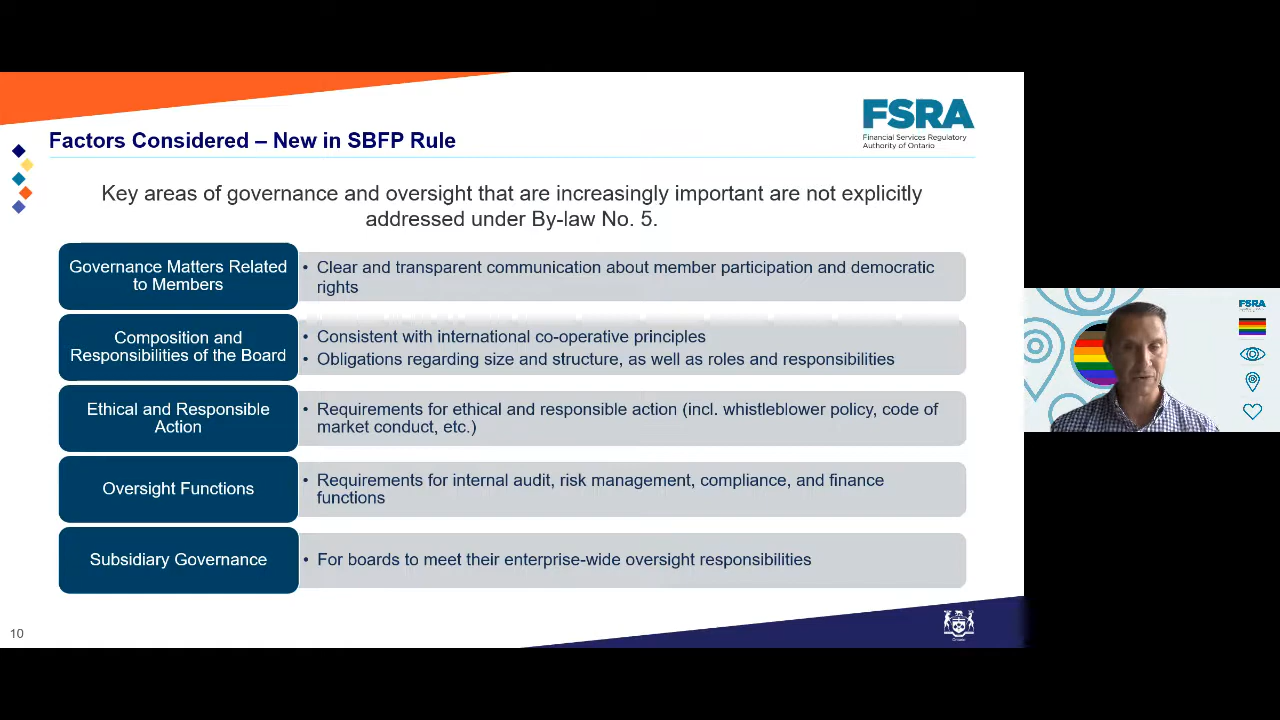 FSRA
Financial Services Regulatory
Authority of Ontario
Factors Considered – New in SBFP Rule
Key areas of governance and oversight that are increasingly important are not explicitly
addressed under By-law No. 5.
Governance Matters Related
to Members
• Clear and transparent communication about member participation and democratic
rights
Composition and
Responsibilities of the Board
• Consistent with international co-operative principles
• Obligations regarding size and structure, as well as roles and responsibilities
Ethical and Responsible
Action
• Requirements for ethical and responsible action (incl. whistleblower policy, code of
market conduct, etc.)
Oversight Functions
• Requirements for internal audit, risk management, compliance, and finance
functions
Subsidiary Governance
• For boards to meet their enterprise-wide oversight responsibilities
10
Ontario
FSRA